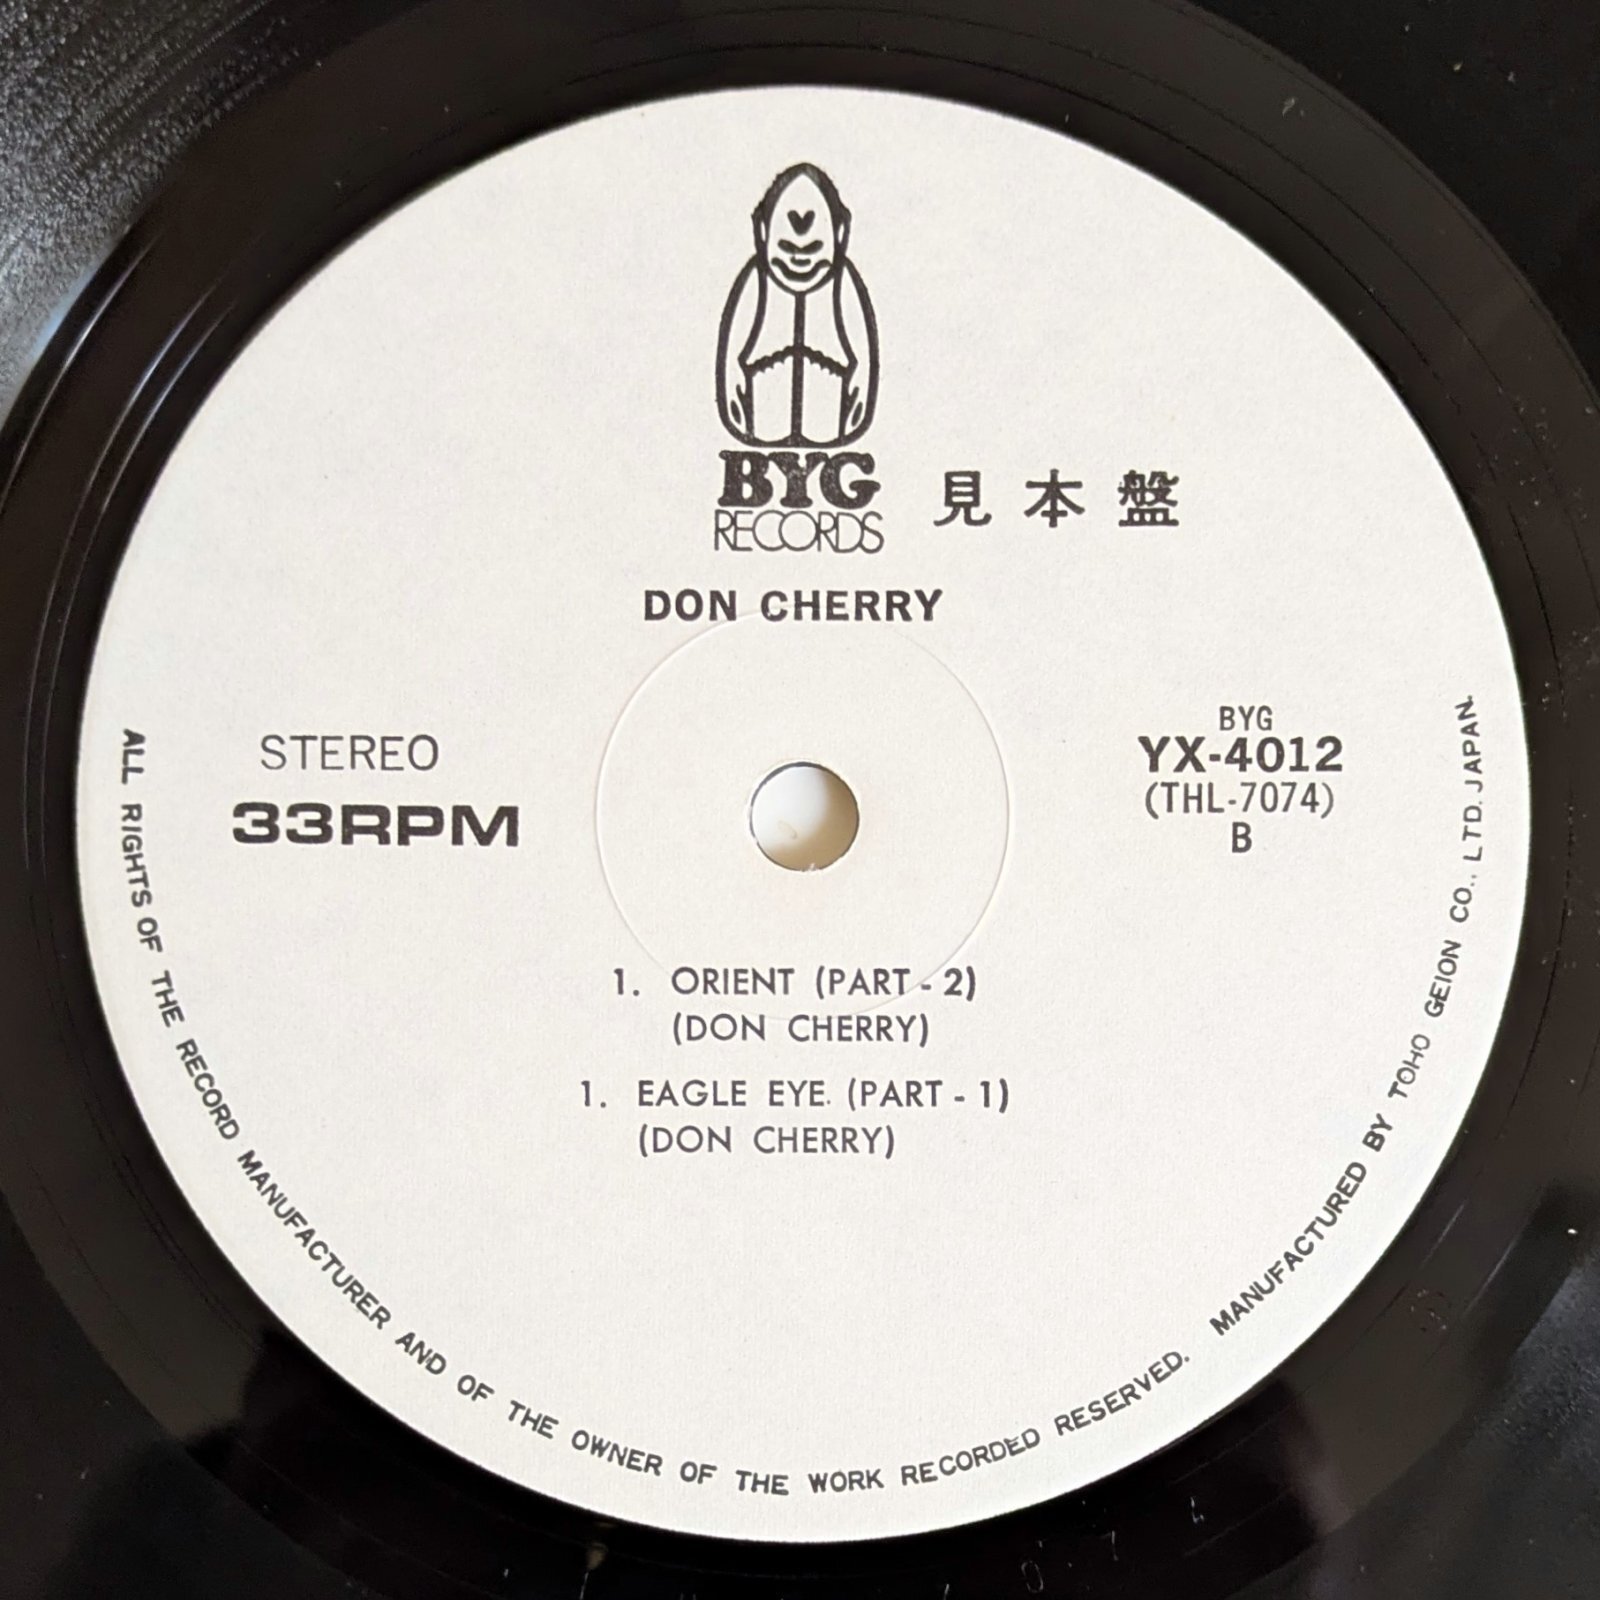 BYG
RECORDS
見本盤
DON CHERRY
STEREO
33RPM
BYG
YX-4012
(THL-7074)
B
1. ORIENT (PART - 2)
(DON CHERRY)
1. EAGLE EYE. (PART - 1)
(DON CHERRY)
ALL RIGHTS OF THE RECORD MANUFACTURER AND OF THE OWNER OF THE WORK RECORDED RESERVED. MANUFACTURED BY TOHO GEION CO., LTD. JAPAN.